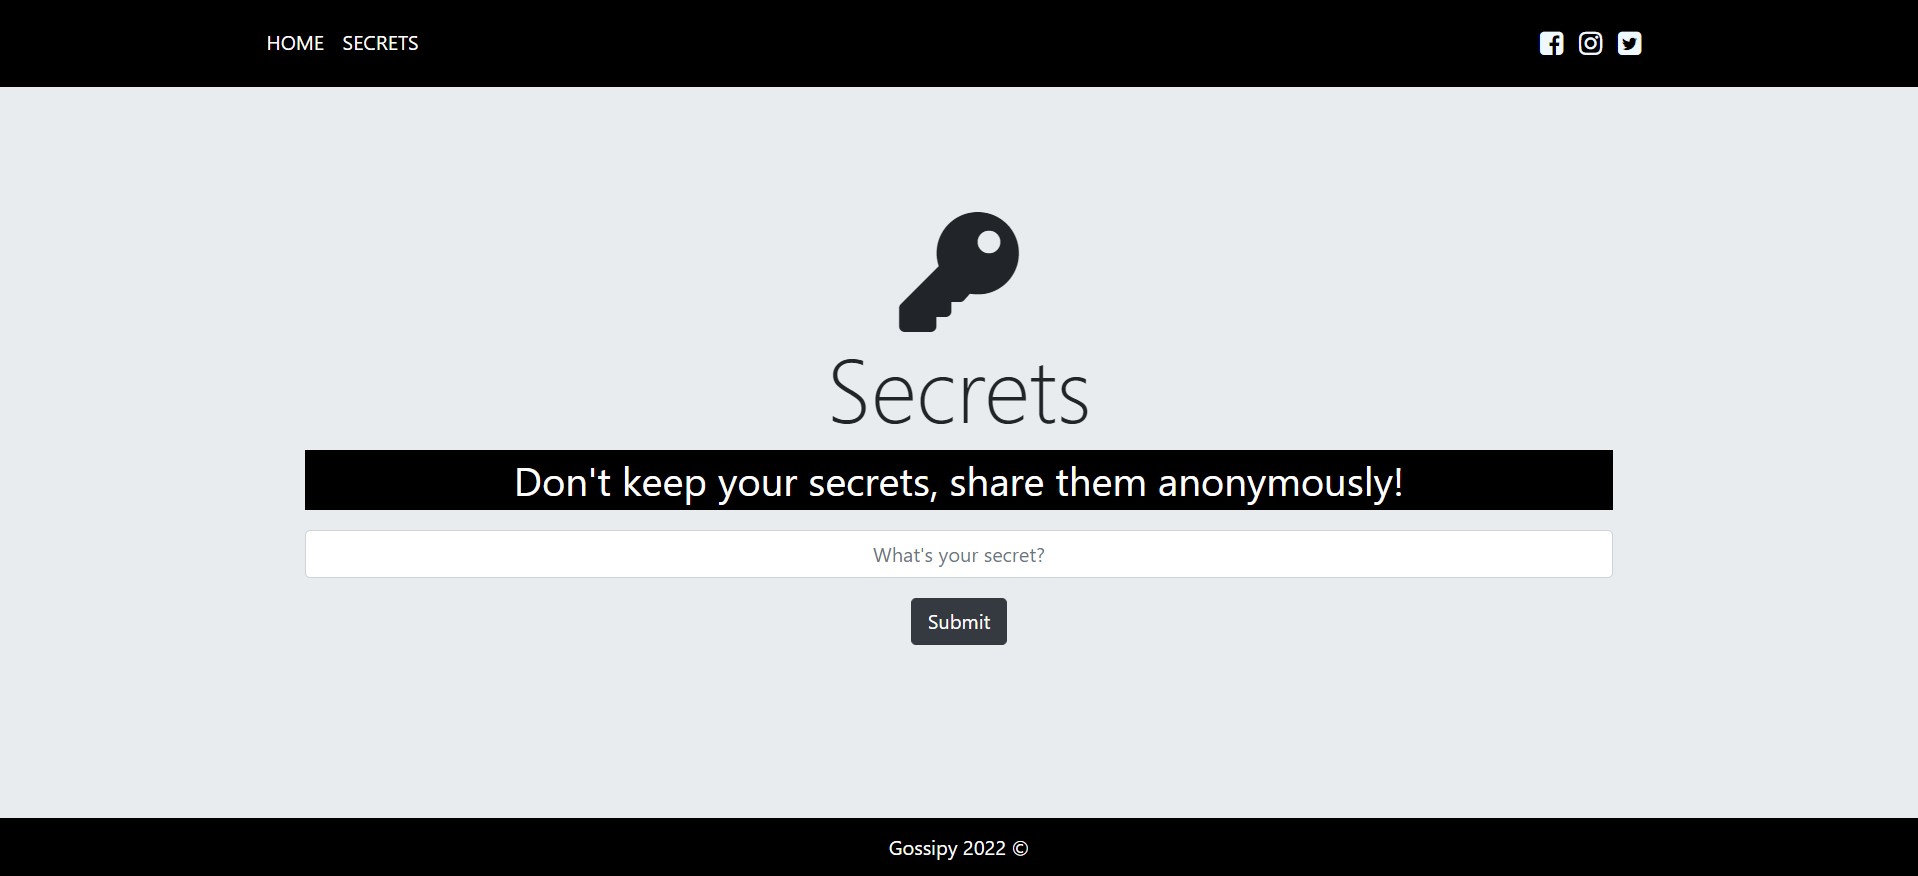 HOME SECRETS
Secrets
Don't keep your secrets, share them anonymously!
What's your secret?
Submit
Gossipy 2022 ©